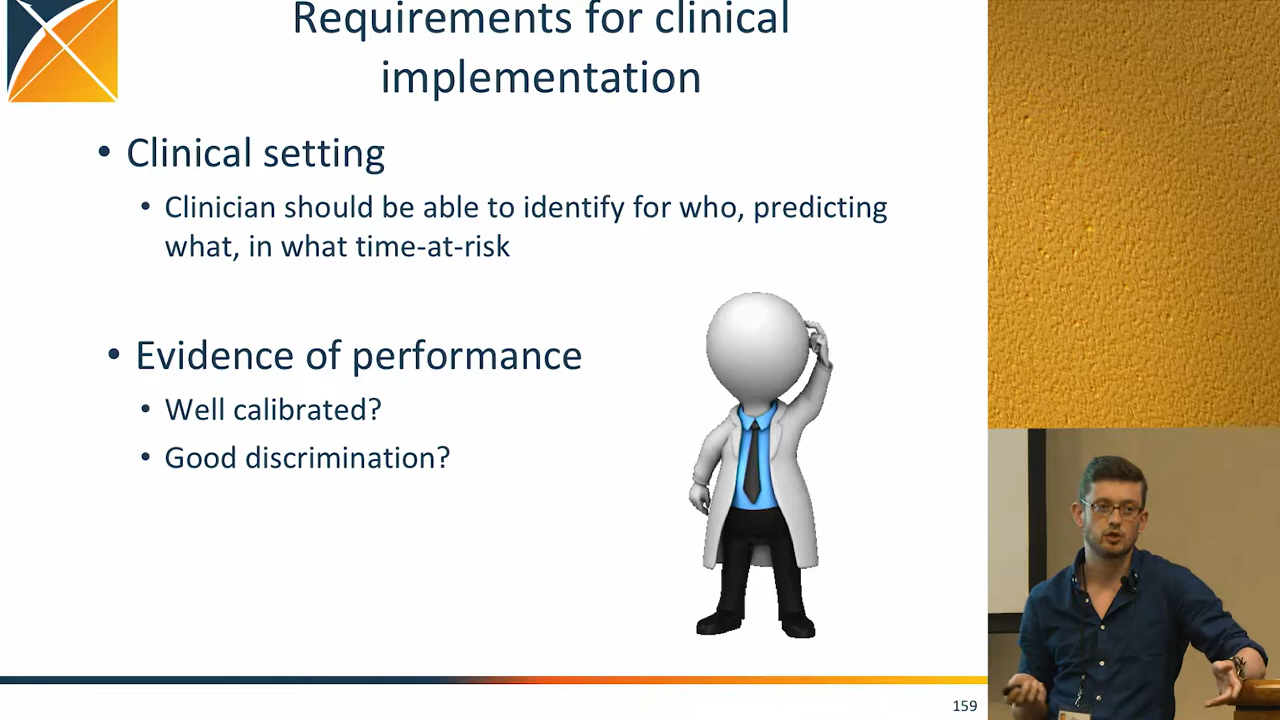 Requirements for clinical
implementation
• Clinical setting
• Clinician should be able to identify for who, predicting
what, in what time-at-risk
• Evidence of performance
• Well calibrated?
• Good discrimination?
159